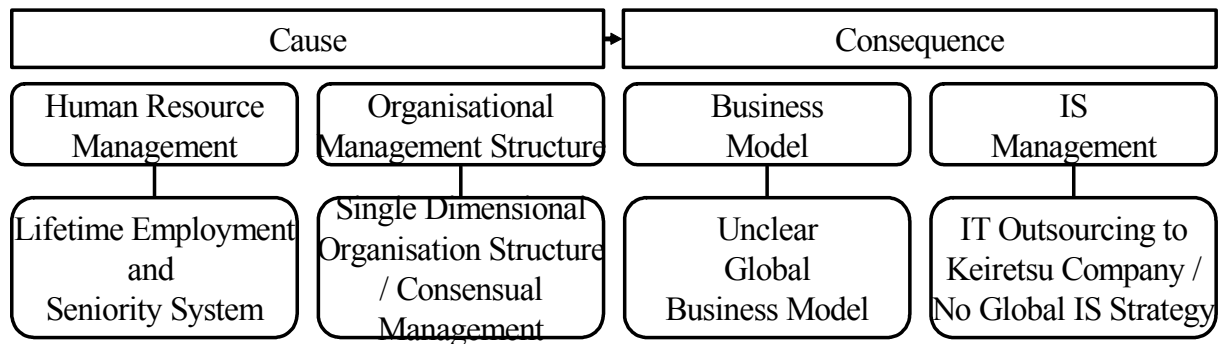 Cause
Consequence
Human Resource
Management
Organisational
Management Structure
Business
Model
IS
Management
Lifetime Employment
and
Seniority System
Single Dimensional
Organisation Structure
/ Consensual
Management
Unclear
Global
Business Model
IT Outsourcing to
Keiretsu Company /
No Global IS Strategy